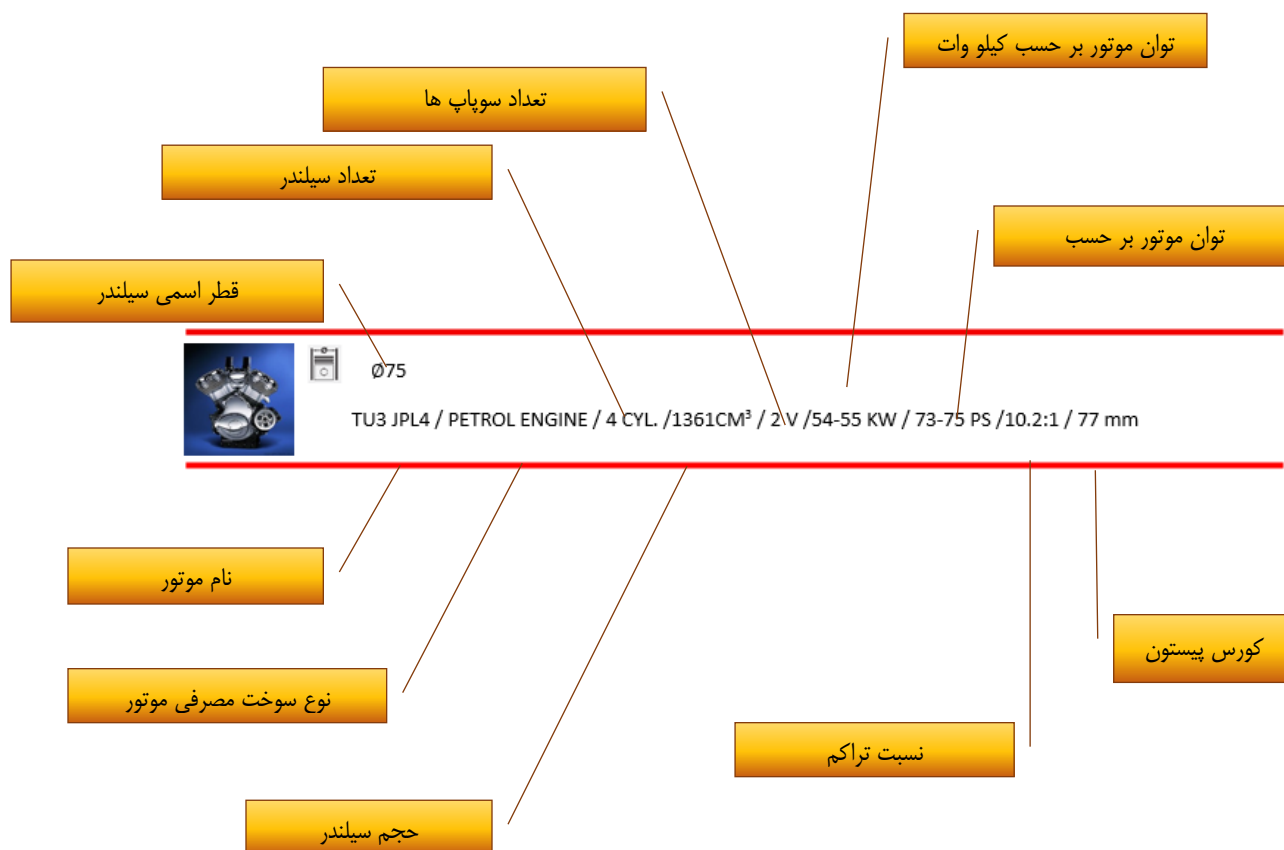 توان موتور بر حسب کیلو وات
تعداد سوپاپ ها
تعداد سیلندر
توان موتور بر حسب
قطر اسمی سیلندر
Ø75
TU3 JPL4 / PETROL ENGINE / 4 CYL. /1361CM³ / 2 V /54-55 KW / 73-75 PS /10.2:1 / 77 mm
نام موتور
کورس پیستون
نوع سوخت مصرفی موتور
نسبت تراکم
حجم سیلندر